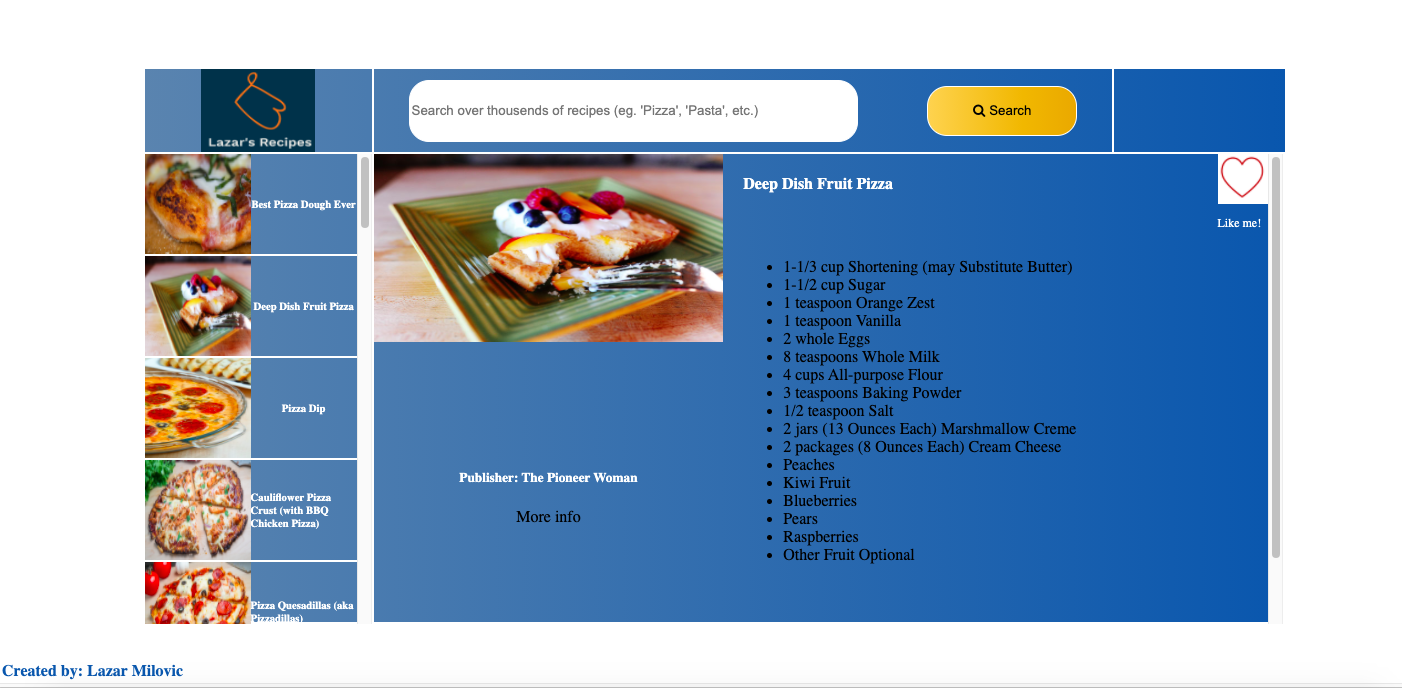 Lazar's Recipes
Search over thousands of recipes (eg. 'Pizza', 'Pasta', etc.)
Search
Best Pizza Dough Ever
Deep Dish Fruit Pizza
Pizza Dip
Cauliflower Pizza
Crust (with BBQ
Chicken Pizza)
Pizza Quesadillas (aka
Pizzadillas)
Publisher: The Pioneer Woman
More info
Deep Dish Fruit Pizza
Like me!
1-1/3 cup Shortening (may Substitute Butter)
1-1/2 cup Sugar
1 teaspoon Orange Zest
1 teaspoon Vanilla
2 whole Eggs
8 teaspoons Whole Milk
4 cups All-purpose Flour
3 teaspoons Baking Powder
1/2 teaspoon Salt
2 jars (13 Ounces Each) Marshmallow Creme
2 packages (8 Ounces Each) Cream Cheese
Peaches
Kiwi Fruit
Blueberries
Pears
Raspberries
Other Fruit Optional
Created by: Lazar Milovic